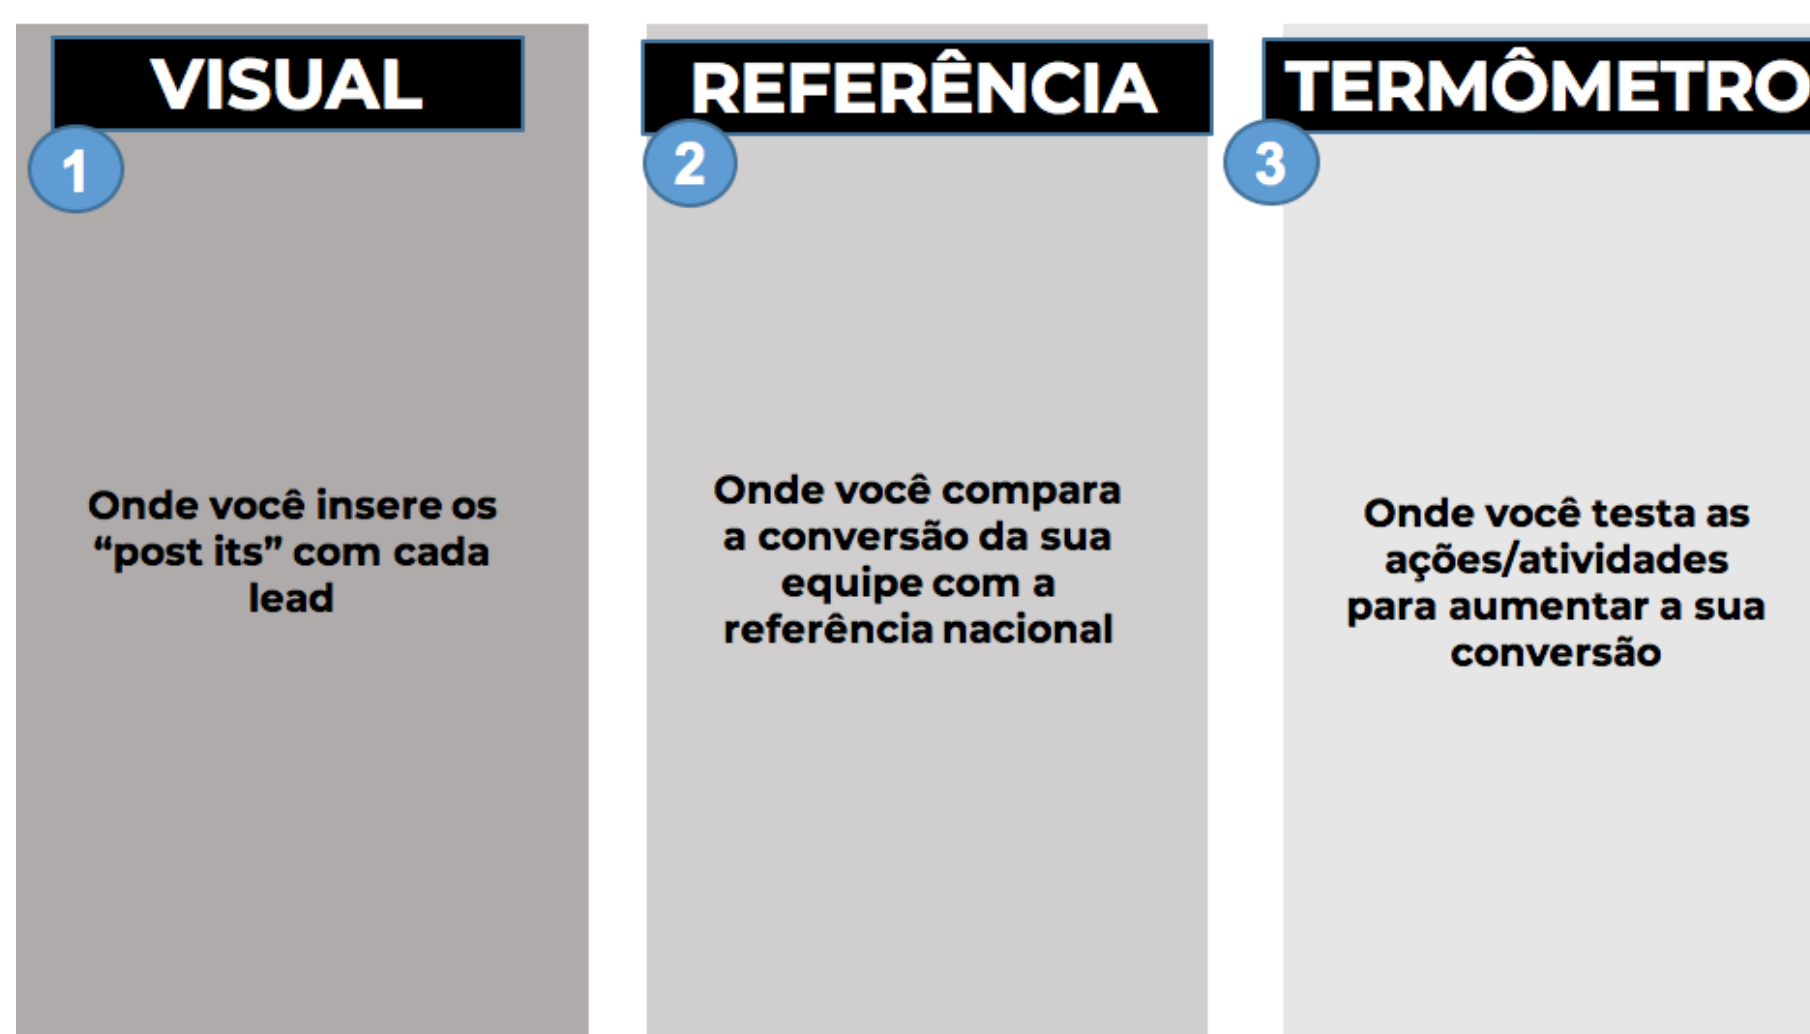 VISUAL
1
Onde você insere os
“post its” com cada
lead
REFERÊNCIA
2
Onde você compara
a conversão da sua
equipe com a
referência nacional
TERMÔMETRO
3
Onde você testa as
ações/atividades
para aumentar a sua
conversão